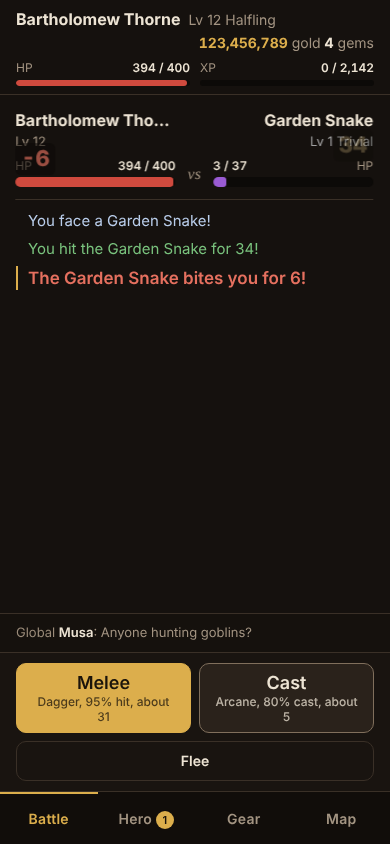 Bartholomew Thorne Lv 12 Halfling
123,456,789 gold 4 gems
HP 394 / 400 XP 0 / 2,142
Bartholomew Tho... Garden Snake
Lv 12 Lv 1 Trivial
-6 34
HP 394 / 400 vs 3 / 37 HP
You face a Garden Snake!
You hit the Garden Snake for 34!
The Garden Snake bites you for 6!
Global Musa: Anyone hunting goblins?
Melee Cast
Dagger, 95% hit, about Arcane, 80% cast, about
31 5
Flee
Battle Hero 1 Gear Map